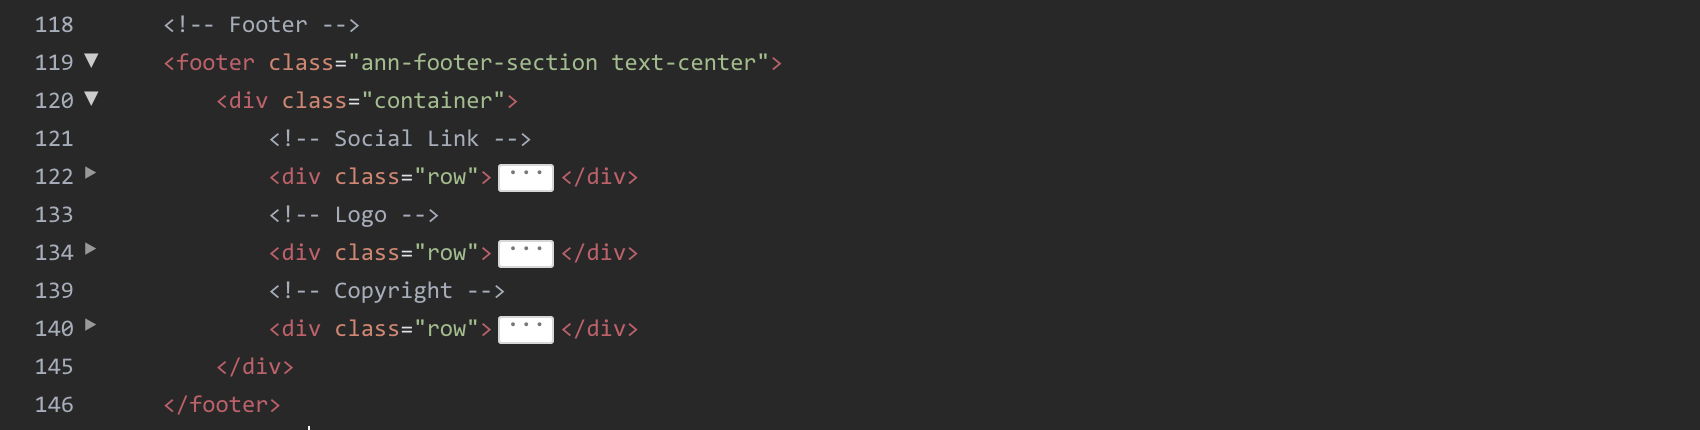 118 <!-- Footer -->
119 ▼ <footer class="ann-footer-section text-center">
120 ▼ <div class="container">
121 <!-- Social Link -->
122 ▶ <div class="row"> ••• </div>
133 <!-- Logo -->
134 ▶ <div class="row"> ••• </div>
139 <!-- Copyright -->
140 ▶ <div class="row"> ••• </div>
145 </div>
146 </footer>